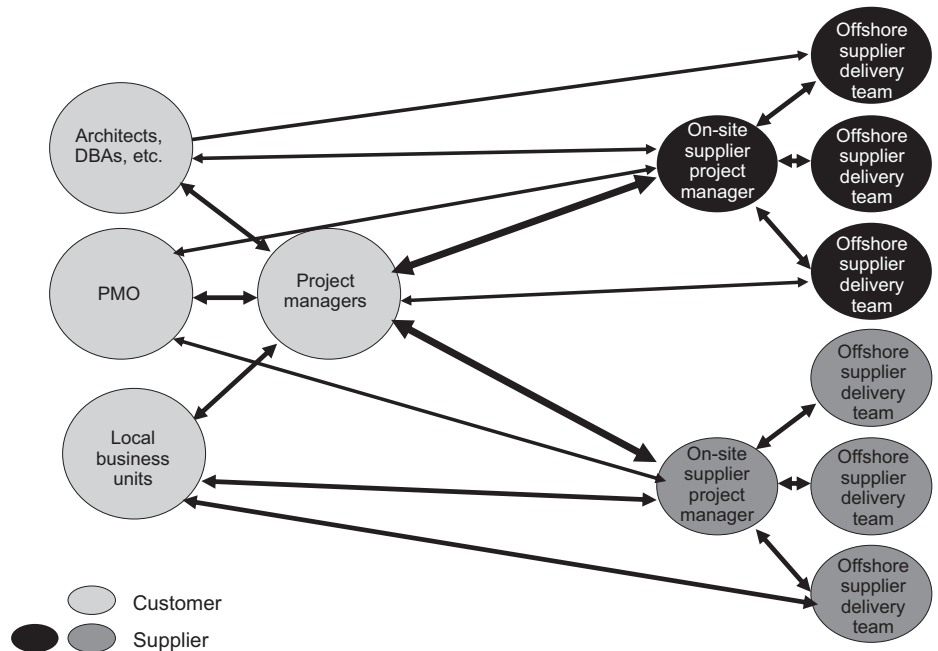 Offshore
supplier
delivery
team
Architects,
DBAs, etc.
On-site
supplier
project
manager
Offshore
supplier
delivery
team
PMO
Project
managers
Offshore
supplier
delivery
team
Offshore
supplier
delivery
team
Local
business
units
On-site
supplier
project
manager
Offshore
supplier
delivery
team
Offshore
supplier
delivery
team
Customer
Supplier